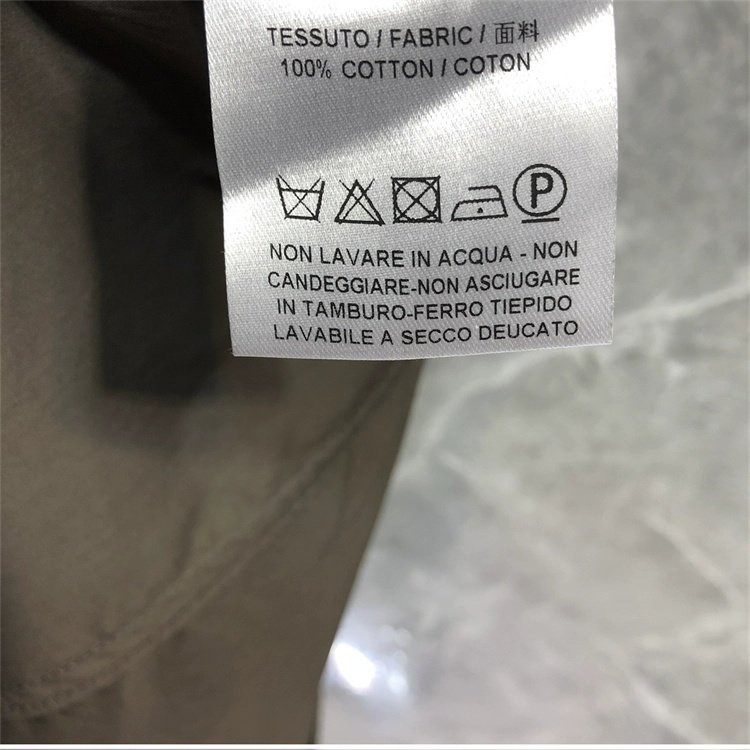 TESSUTO / FABRIC / 面料
100% COTTON / COTON
P
NON LAVARE IN ACQUA - NON
CANDEGGIARE-NON ASCIUGARE
IN TAMBURO-FERRO TIEPIDO
LAVABILE A SECCO DEUCATO